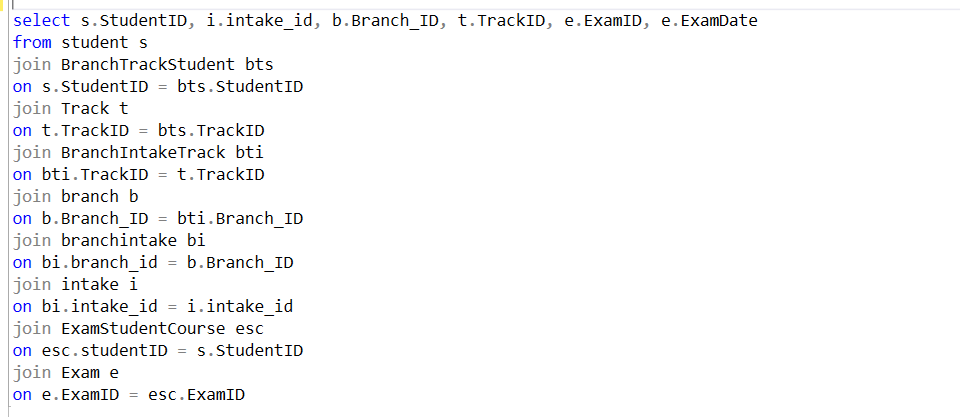 select s.StudentID, i.intake_id, b.Branch_ID, t.TrackID, e.ExamID, e.ExamDate
from student s
join BranchTrackStudent bts
on s.StudentID = bts.StudentID
join Track t
on t.TrackID = bts.TrackID
join BranchIntakeTrack bti
on bti.TrackID = t.TrackID
join branch b
on b.Branch_ID = bti.Branch_ID
join branchintake bi
on bi.branch_id = b.Branch_ID
join intake i
on bi.intake_id = i.intake_id
join ExamStudentCourse esc
on esc.studentID = s.StudentID
join Exam e
on e.ExamID = esc.ExamID